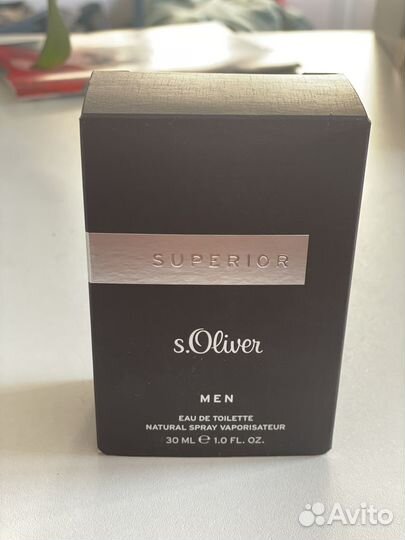 SUPERIOR
s.Oliver
MEN
EAU DE TOILETTE
NATURAL SPRAY VAPORISATEUR
30 ML ℮ 1.0 FL. OZ.
Avito